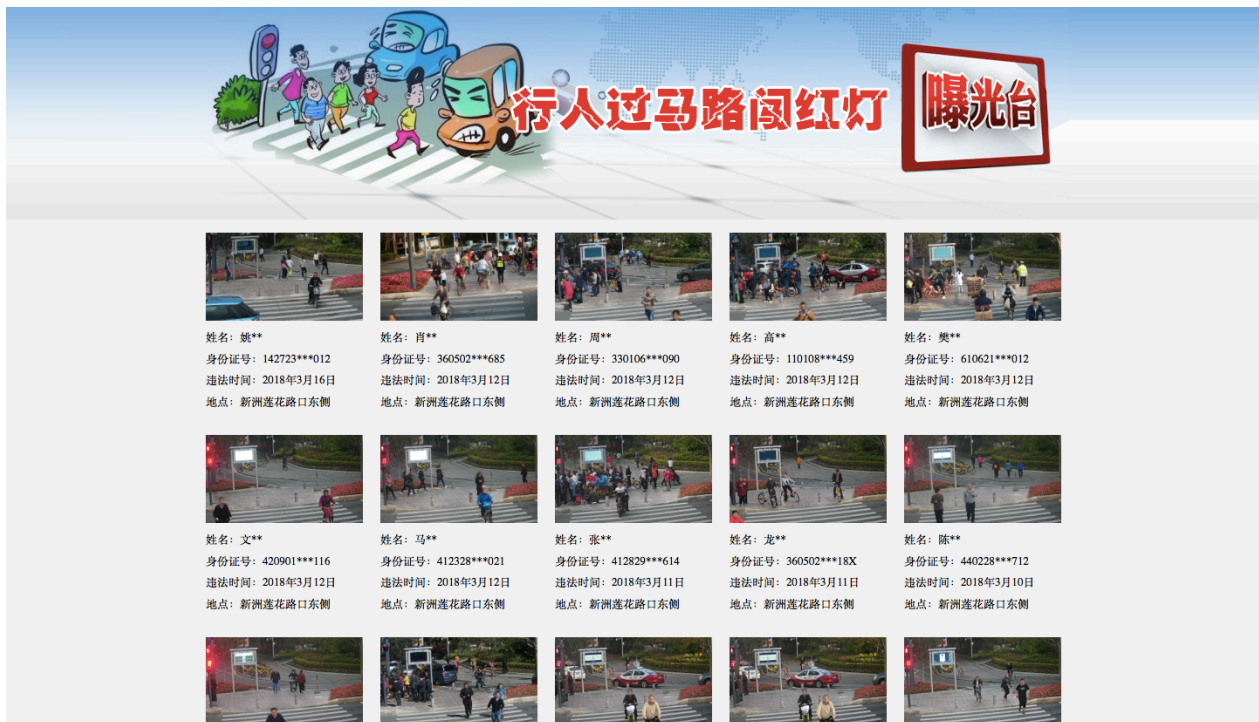 行人过马路闯红灯
曝光台
姓名：姚** 姓名：肖** 姓名：周** 姓名：高** 姓名：樊**
身份证号：142723***012 身份证号：360502***685 身份证号：330106***090 身份证号：110108***459 身份证号：610621***012
违法时间：2018年3月16日 违法时间：2018年3月12日 违法时间：2018年3月12日 违法时间：2018年3月12日 违法时间：2018年3月12日
地点：新洲莲花路口东侧 地点：新洲莲花路口东侧 地点：新洲莲花路口东侧 地点：新洲莲花路口东侧 地点：新洲莲花路口东侧
姓名：文** 姓名：马** 姓名：张** 姓名：龙** 姓名：陈**
身份证号：420901***116 身份证号：412328***021 身份证号：412829***614 身份证号：360502***18X 身份证号：440228***712
违法时间：2018年3月12日 违法时间：2018年3月12日 违法时间：2018年3月11日 违法时间：2018年3月11日 违法时间：2018年3月10日
地点：新洲莲花路口东侧 地点：新洲莲花路口东侧 地点：新洲莲花路口东侧 地点：新洲莲花路口东侧 地点：新洲莲花路口东侧